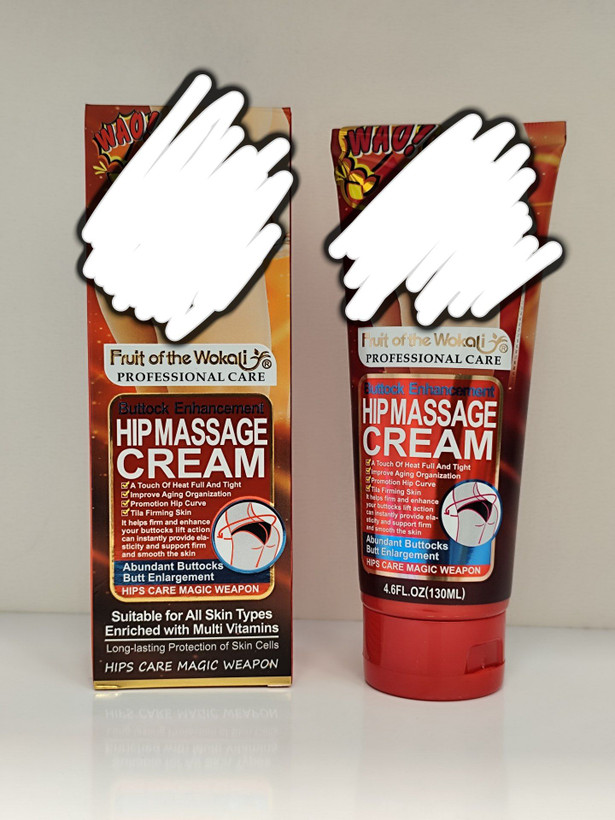 WAO!
Fruit of the Wokali®
PROFESSIONAL CARE
Buttock Enhancement
HIP MASSAGE
CREAM
A Touch Of Heat Full And Tight
Improve Aging Organization
Promotion Hip Curve
Tila Firming Skin
It helps firm and enhance
your buttocks lift action
can instantly provide ela-
sticity and support firm
and smooth the skin
Abundant Buttocks
Butt Enlargement
HIPS CARE MAGIC WEAPON
Suitable for All Skin Types
Enriched with Multi Vitamins
Long-lasting Protection of Skin Cells
HIPS CARE MAGIC WEAPON
WAO!
Fruit of the Wokali®
PROFESSIONAL CARE
Buttock Enhancement
HIP MASSAGE
CREAM
A Touch Of Heat Full And Tight
Improve Aging Organization
Promotion Hip Curve
Tila Firming Skin
It helps firm and enhance
your buttocks lift action
can instantly provide ela-
sticity and support firm
and smooth the skin
Abundant Buttocks
Butt Enlargement
HIPS CARE MAGIC WEAPON
4.6FL.OZ(130ML)